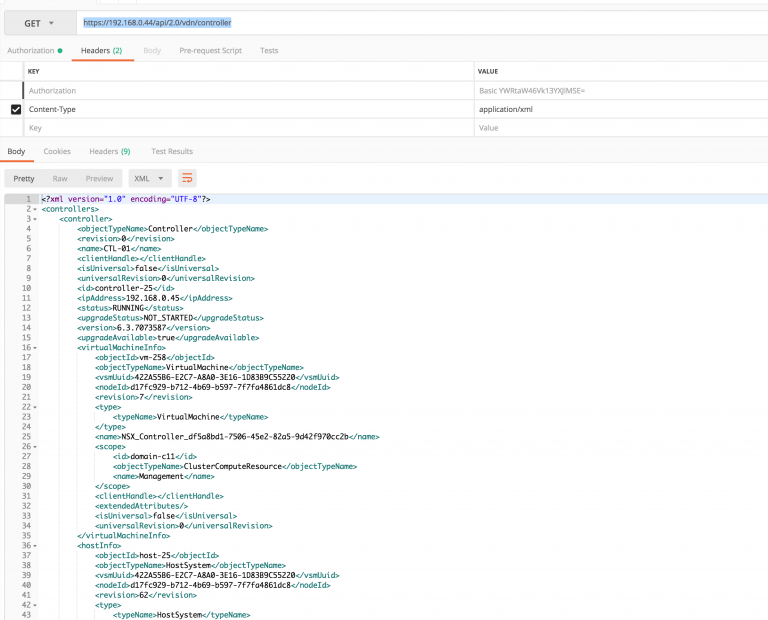 GET https://192.168.0.44/api/2.0/vdn/controller
Authorization Headers (2) Body Pre-request Script Tests
KEY VALUE
Authorization Basic YWRtaW46Vk13YXJlMSE=
Content-Type application/xml
Key Value
Body Cookies Headers (9) Test Results
Pretty Raw Preview XML
1 <?xml version="1.0" encoding="UTF-8"?>
2 <controllers>
3 <controller>
4 <objectTypeName>Controller</objectTypeName>
5 <revision>0</revision>
6 <name>CTL-01</name>
7 <clientHandle></clientHandle>
8 <isUniversal>false</isUniversal>
9 <universalRevision>0</universalRevision>
10 <id>controller-25</id>
11 <ipAddress>192.168.0.45</ipAddress>
12 <status>RUNNING</status>
13 <upgradeStatus>NOT_STARTED</upgradeStatus>
14 <version>6.3.7073587</version>
15 <upgradeAvailable>true</upgradeAvailable>
16 <virtualMachineInfo>
17 <objectId>vm-258</objectId>
18 <objectTypeName>VirtualMachine</objectTypeName>
19 <vsmUuid>422A55B6-E2C7-A8A0-3E16-1D83B9C55220</vsmUuid>
20 <nodeId>d17fc929-b712-4b69-b597-7f7fa4861dc8</nodeId>
21 <revision>7</revision>
22 <type>
23 <typeName>VirtualMachine</typeName>
24 </type>
25 <name>NSX_Controller_df5a8bd1-7506-45e2-82a5-9d42f970cc2b</name>
26 <scope>
27 <id>domain-c11</id>
28 <objectTypeName>ClusterComputeResource</objectTypeName>
29 <name>Management</name>
30 </scope>
31 <clientHandle></clientHandle>
32 <extendedAttributes/>
33 <isUniversal>false</isUniversal>
34 <universalRevision>0</universalRevision>
35 </virtualMachineInfo>
36 <hostInfo>
37 <objectId>host-25</objectId>
38 <objectTypeName>HostSystem</objectTypeName>
39 <vsmUuid>422A55B6-E2C7-A8A0-3E16-1D83B9C55220</vsmUuid>
40 <nodeId>d17fc929-b712-4b69-b597-7f7fa4861dc8</nodeId>
41 <revision>62</revision>
42 <type>
43 <typeName>HostSystem</typeName>